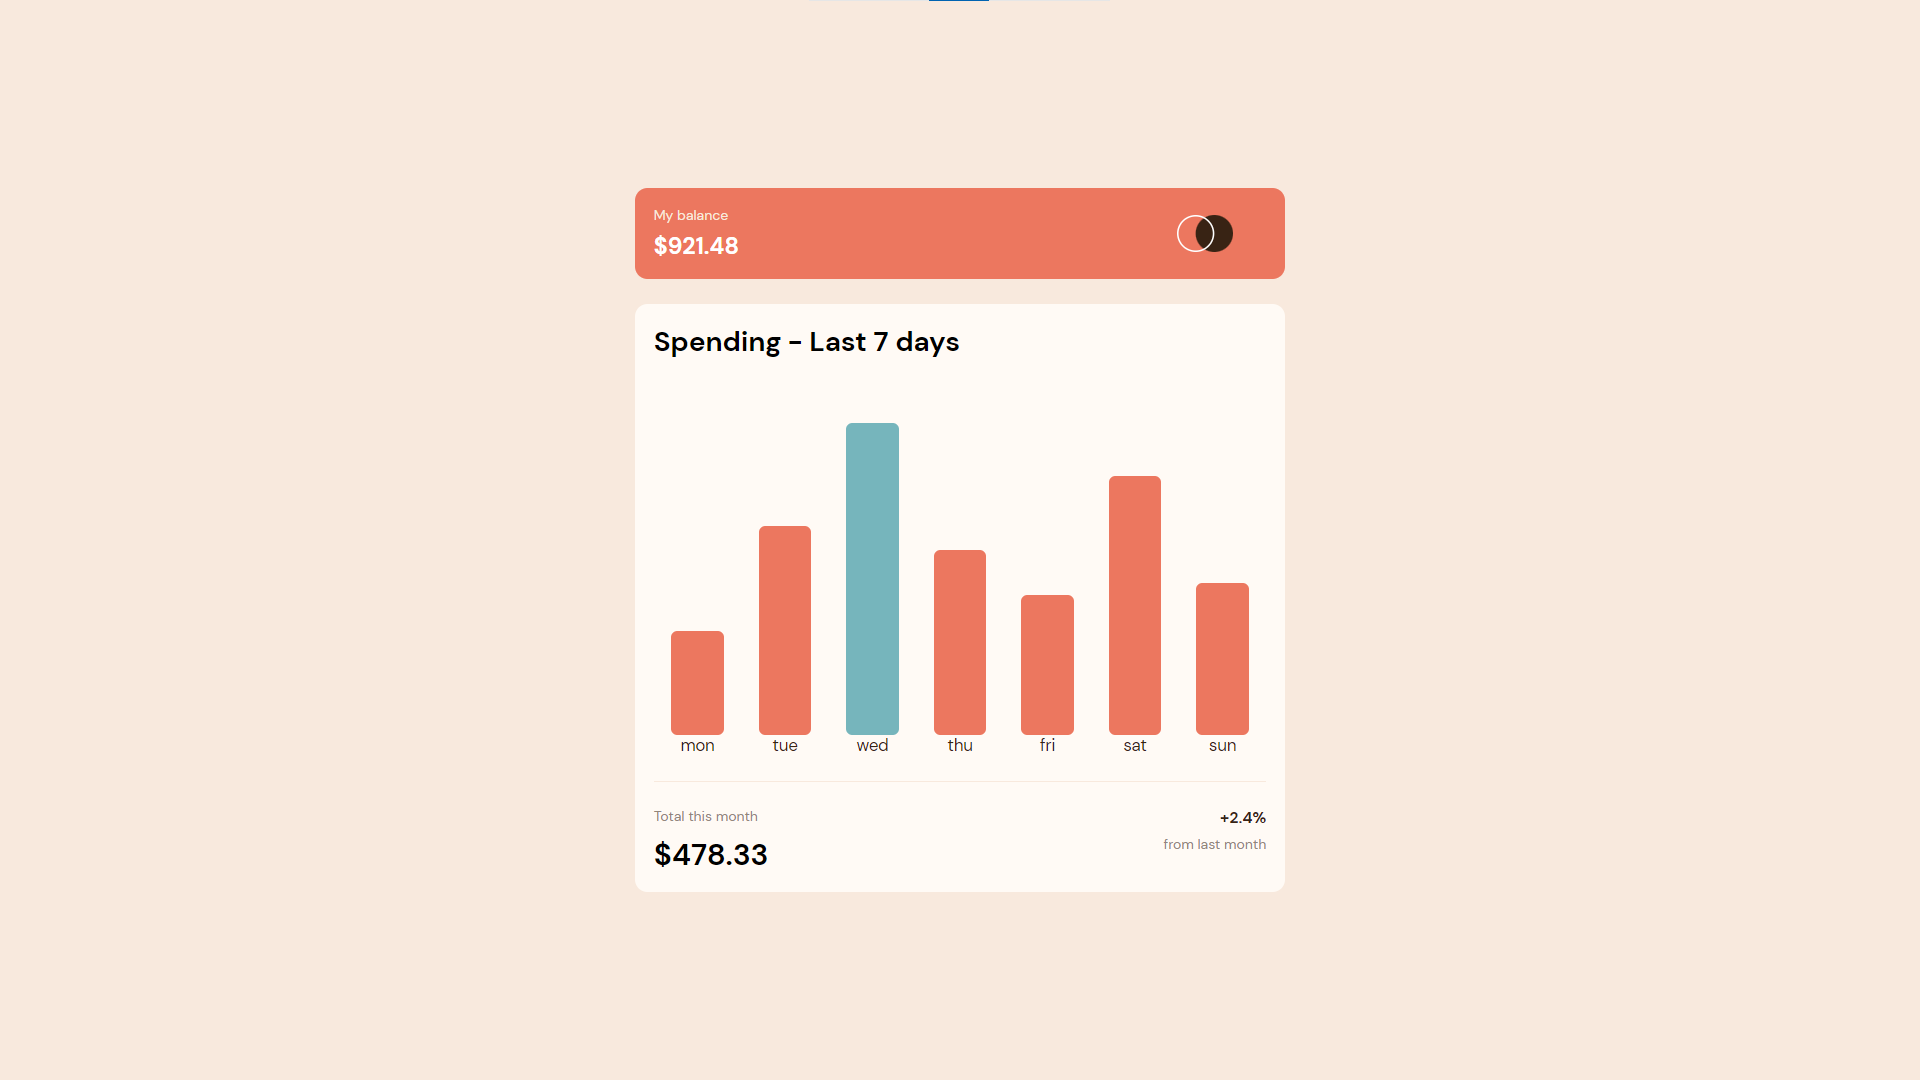 My balance
$921.48
Spending - Last 7 days
mon tue wed thu fri sat sun
Total this month
+2.4%
$478.33
from last month